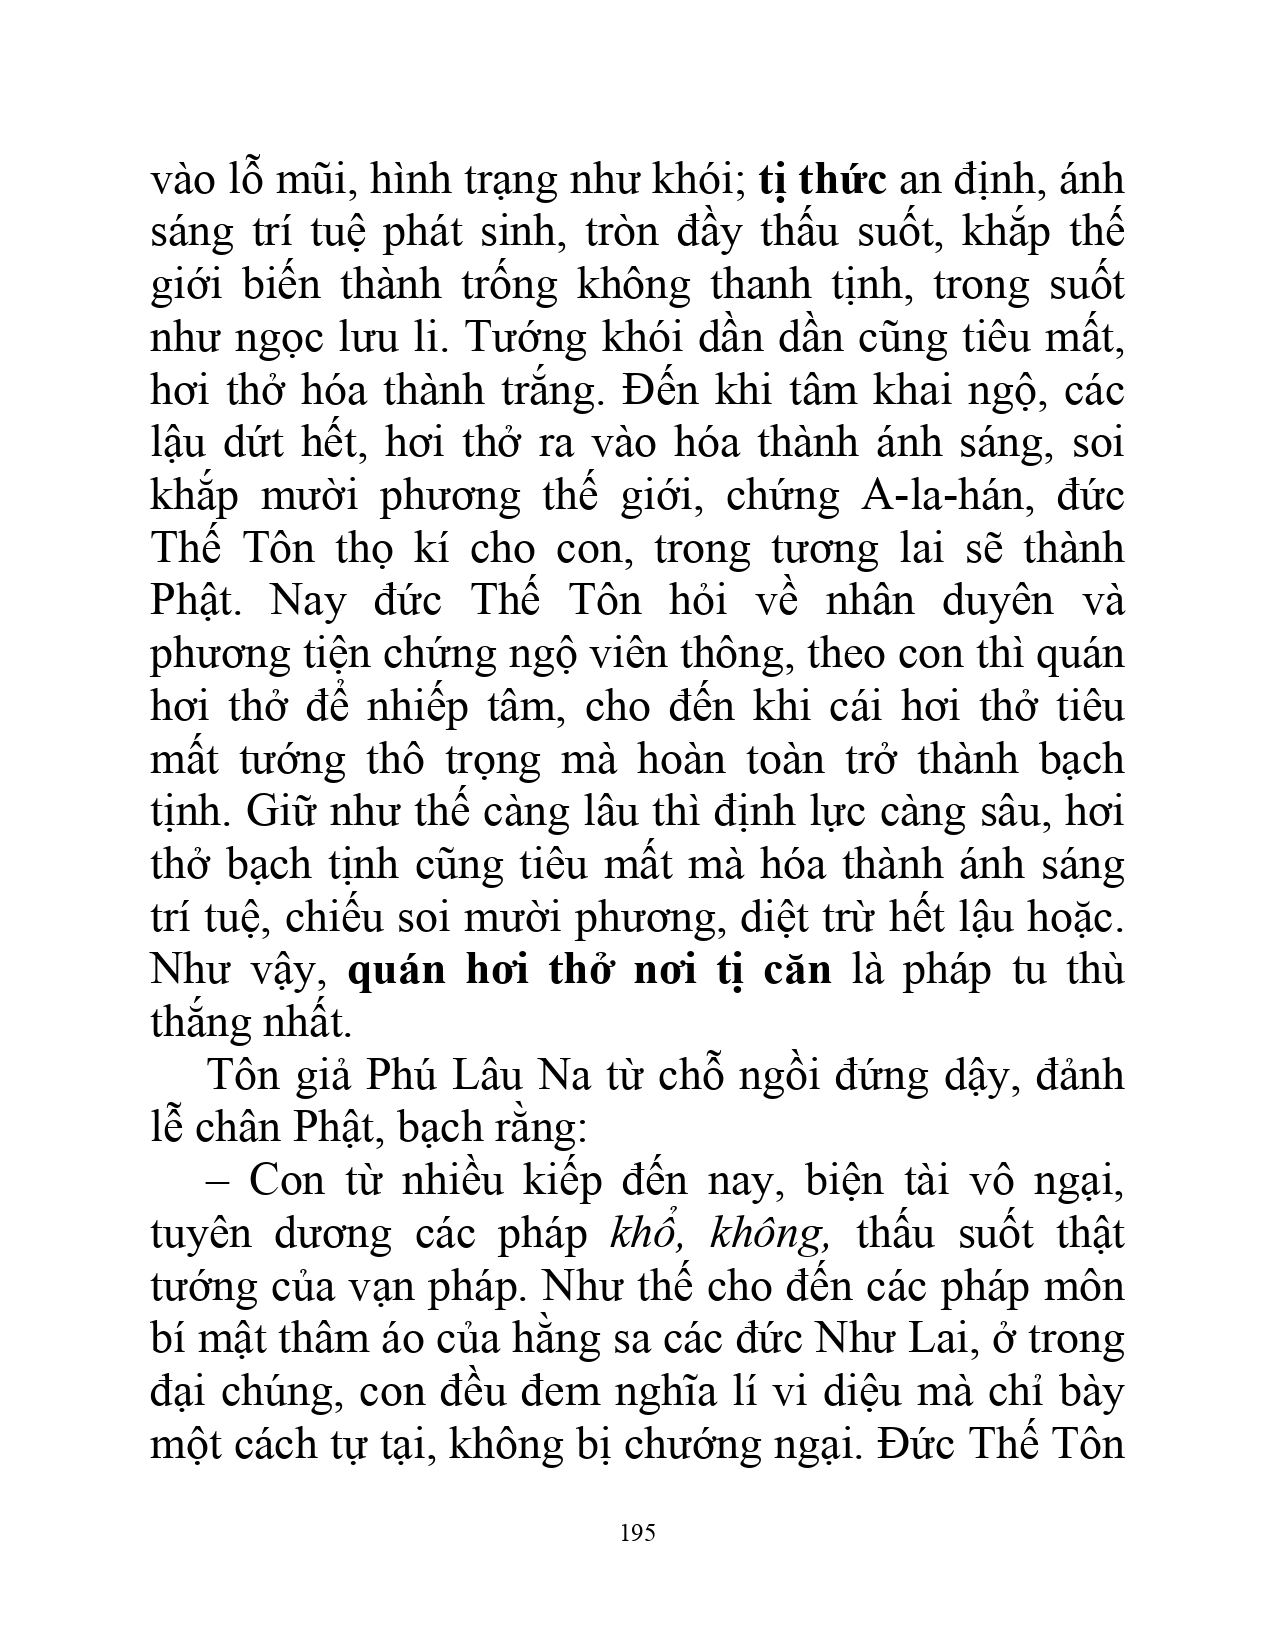 vào lỗ mũi, hình trạng như khói; tị thức an định, ánh
sáng trí tuệ phát sinh, tròn đầy thấu suốt, khắp thế
giới biến thành trống không thanh tịnh, trong suốt
như ngọc lưu li. Tướng khói dần dần cũng tiêu mất,
hơi thở hóa thành trắng. Đến khi tâm khai ngộ, các
lậu dứt hết, hơi thở ra vào hóa thành ánh sáng, soi
khắp mười phương thế giới, chứng A-la-hán, đức
Thế Tôn thọ kí cho con, trong tương lai sẽ thành
Phật. Nay đức Thế Tôn hỏi về nhân duyên và
phương tiện chứng ngộ viên thông, theo con thì quán
hơi thở để nhiếp tâm, cho đến khi cái hơi thở tiêu
mất tướng thô trọng mà hoàn toàn trở thành bạch
tịnh. Giữ như thế càng lâu thì định lực càng sâu, hơi
thở bạch tịnh cũng tiêu mất mà hóa thành ánh sáng
trí tuệ, chiếu soi mười phương, diệt trừ hết lậu hoặc.
Như vậy, quán hơi thở nơi tị căn là pháp tu thù
thắng nhất.
Tôn giả Phú Lâu Na từ chỗ ngồi đứng dậy, đảnh
lễ chân Phật, bạch rằng:
– Con từ nhiều kiếp đến nay, biện tài vô ngại,
tuyên dương các pháp khổ, không, thấu suốt thật
tướng của vạn pháp. Như thế cho đến các pháp môn
bí mật thâm áo của hằng sa các đức Như Lai, ở trong
đại chúng, con đều đem nghĩa lí vi diệu mà chỉ bày
một cách tự tại, không bị chướng ngại. Đức Thế Tôn
195